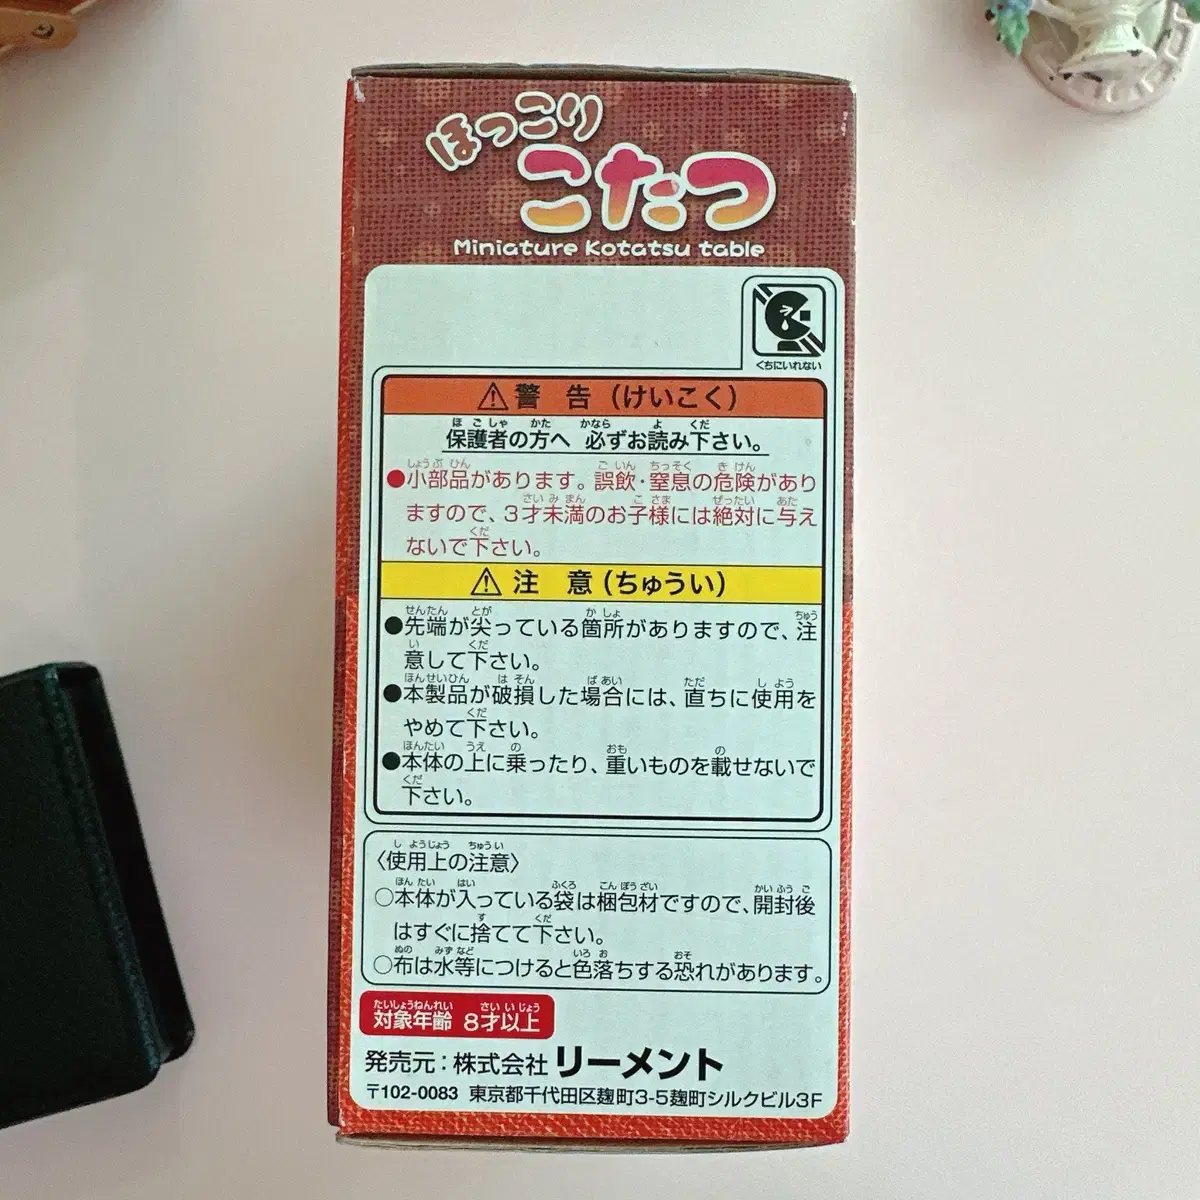 ほっこり
こたつ
Miniature Kotatsu table
くちにいれない
⚠警 告（けいこく）
保護者の方へ 必ずお読み下さい。
●小部品があります。誤飲・窒息の危険があり
ますので、３才未満のお子様には絶対に与え
ないで下さい。
⚠注 意（ちゅうい）
●先端が尖っている箇所がありますので、注
意して下さい。
●本製品が破損した場合には、直ちに使用を
やめて下さい。
●本体の上に乗ったり、重いものを載せないで
下さい。
〈使用上の注意〉
○本体が入っている袋は梱包材ですので、開封後
はすぐに捨てて下さい。
○布は水等につけると色落ちする恐れがあります。
対象年齢 8才以上
発売元：株式会社 リーメント
〒102-0083 東京都千代田区麹町3-5麹町シルクビル3F